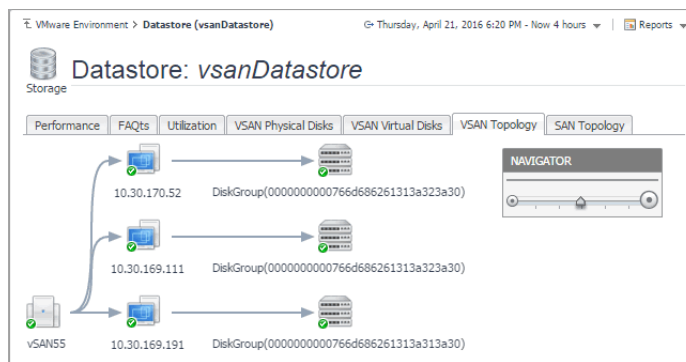 VMware Environment > Datastore (vsanDatastore) Thursday, April 21, 2016 6:20 PM - Now 4 hours | Reports
Datastore: vsanDatastore
Storage
Performance FAQts Utilization VSAN Physical Disks VSAN Virtual Disks VSAN Topology SAN Topology
NAVIGATOR
10.30.170.52 DiskGroup(0000000000766d686261313a323a30)
10.30.169.111 DiskGroup(0000000000766d686261313a323a30)
vSAN55 10.30.169.191 DiskGroup(0000000000766d686261313a313a30)